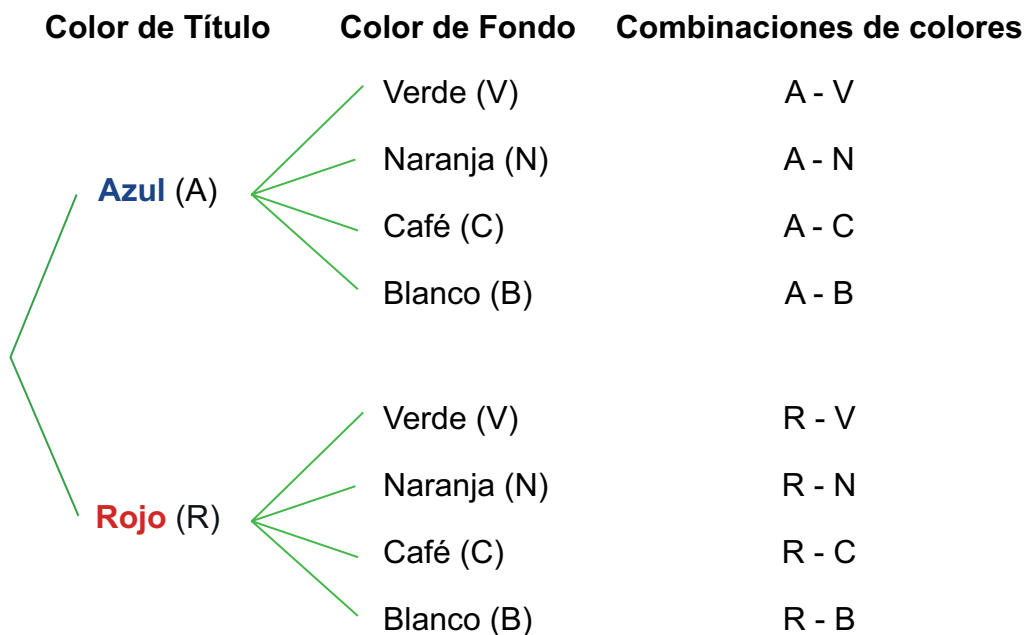 Color de Título Color de Fondo Combinaciones de colores
Verde (V) A - V
Naranja (N) A - N
Azul (A)
Café (C) A - C
Blanco (B) A - B
Verde (V) R - V
Naranja (N) R - N
Rojo (R)
Café (C) R - C
Blanco (B) R - B